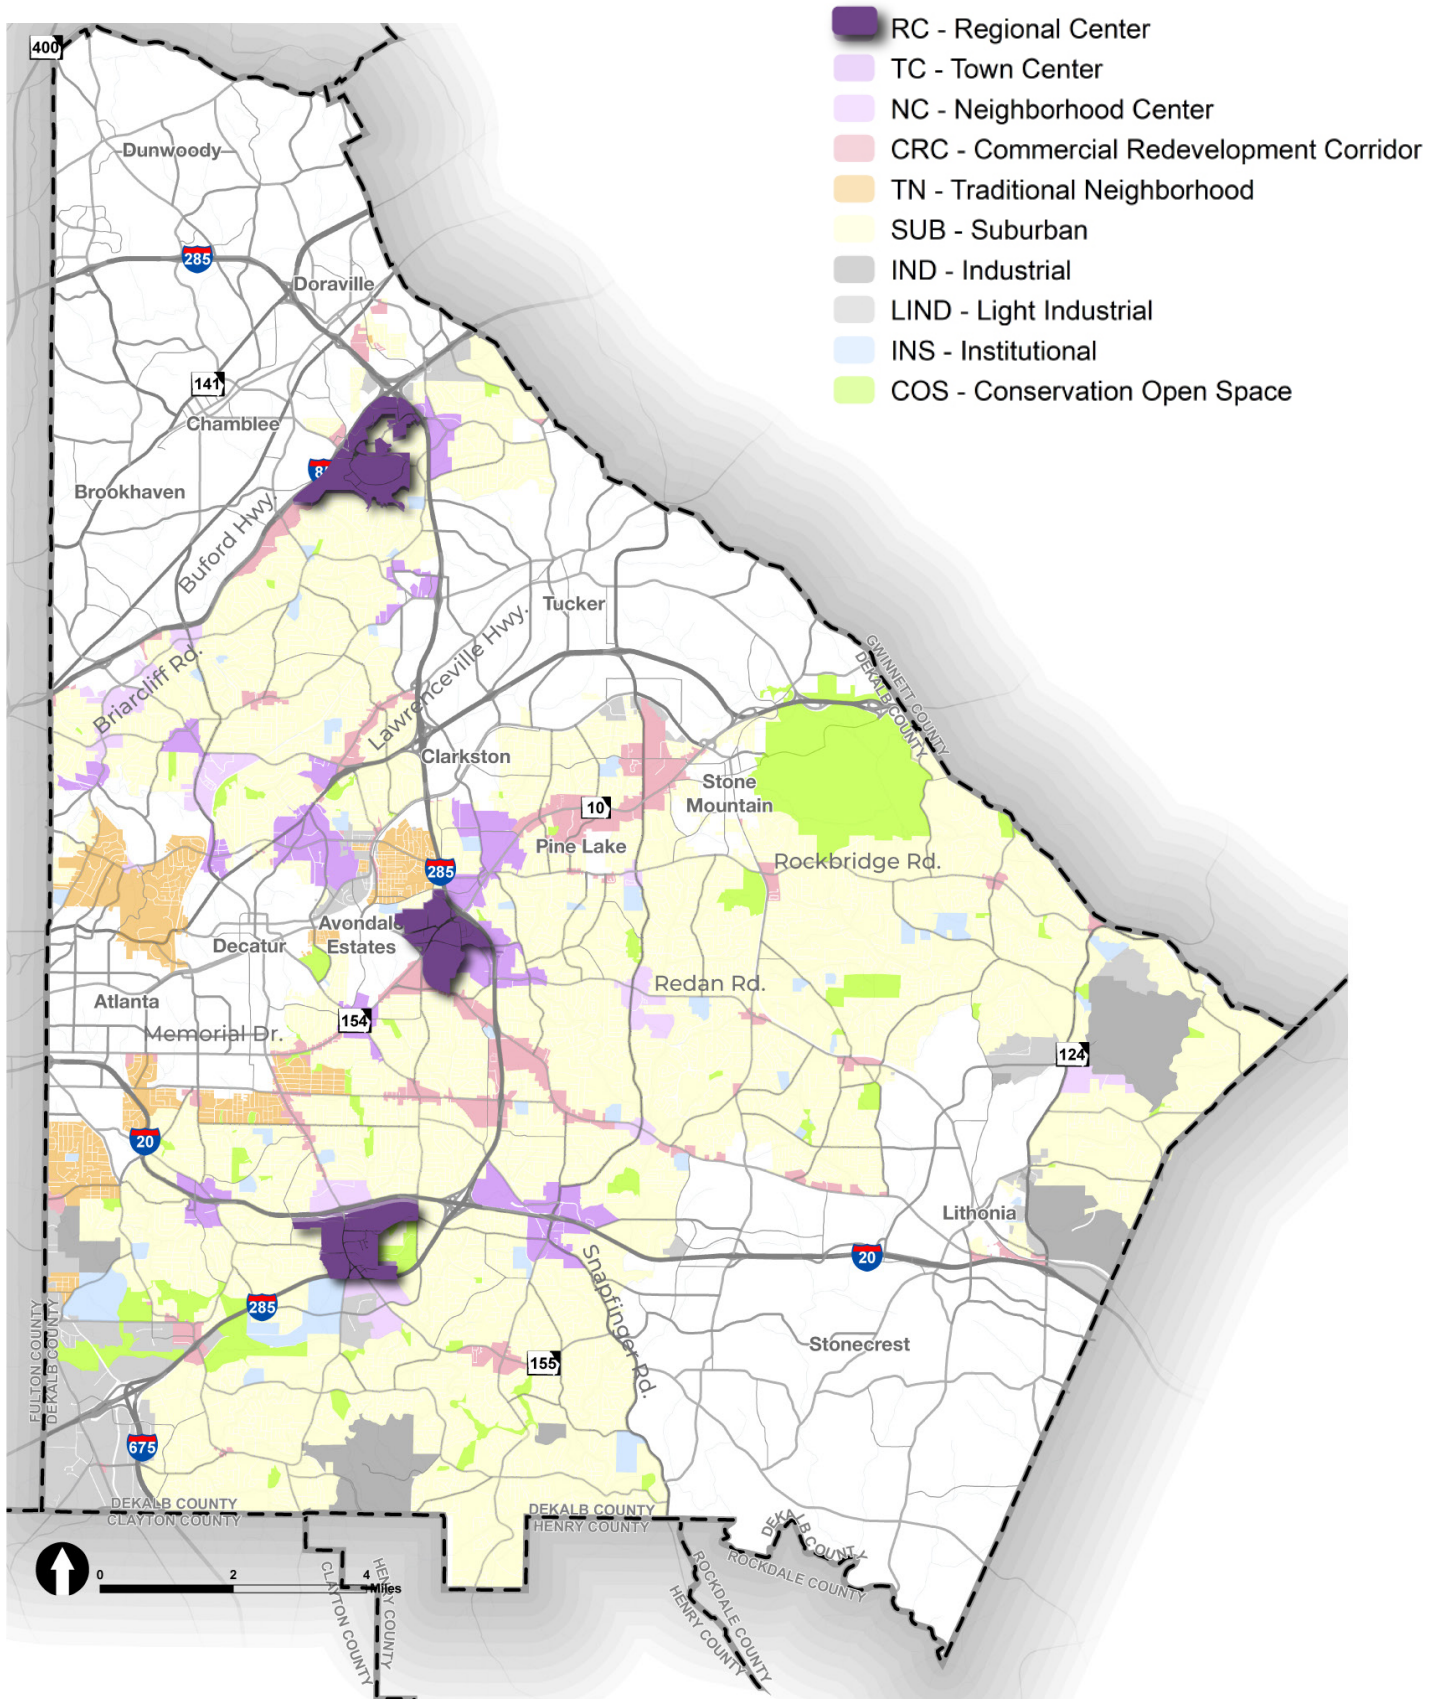 RC - Regional Center
TC - Town Center
NC - Neighborhood Center
CRC - Commercial Redevelopment Corridor
TN - Traditional Neighborhood
SUB - Suburban
IND - Industrial
LIND - Light Industrial
INS - Institutional
COS - Conservation Open Space
400
Dunwoody
285
Doraville
141
Chamblee
Brookhaven
Buford Hwy.
Tucker
Lawrenceville Hwy.
Briarcliff Rd.
GWINNETT COUNTY
DEKALB COUNTY
Clarkston
Stone
Mountain
10
Pine Lake
Rockbridge Rd.
285
Avondale
Estates
Decatur
Redan Rd.
Atlanta
154
Memorial Dr.
124
20
Lithonia
20
Snapfinger Rd.
285
Stonecrest
155
FULTON COUNTY
DEKALB COUNTY
675
DEKALB COUNTY
CLAYTON COUNTY
DEKALB COUNTY
HENRY COUNTY
DEKALB COUNTY
ROCKDALE COUNTY
0 2 4
Miles
CLAYTON COUNTY
HENRY COUNTY
ROCKDALE COUNTY
HENRY COUNTY